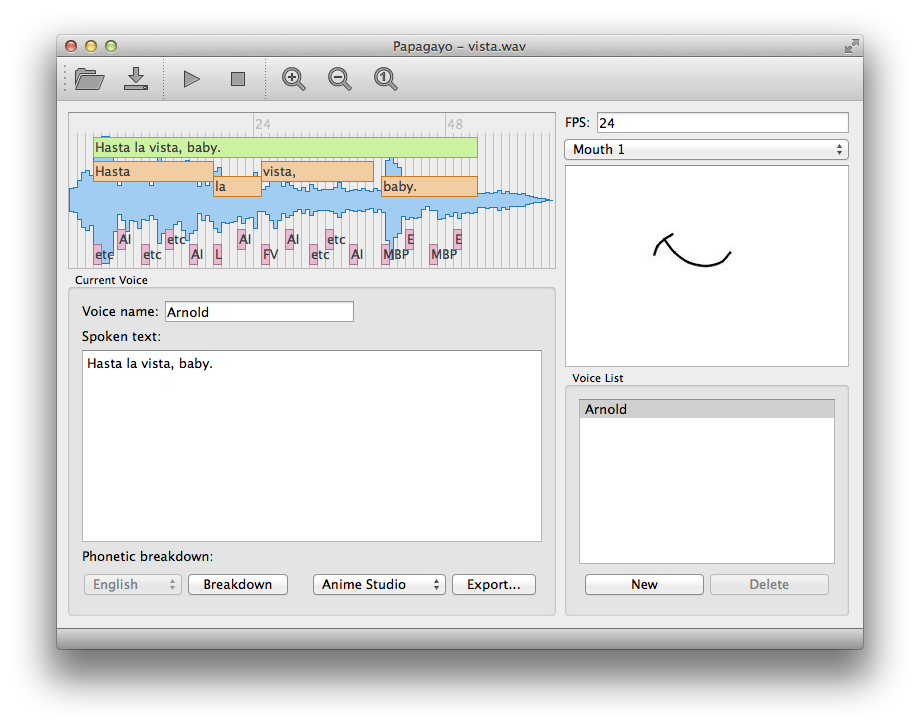 Papagayo – vista.wav
24 48
Hasta la vista, baby.
Hasta vista,
la baby.
AI etc AI AI etc E E
etc etc AI L FV etc AI MBP MBP
FPS: 24
Mouth 1
Current Voice
Voice name: Arnold
Spoken text:
Hasta la vista, baby.
Phonetic breakdown:
English Breakdown Anime Studio Export...
Voice List
Arnold
New Delete